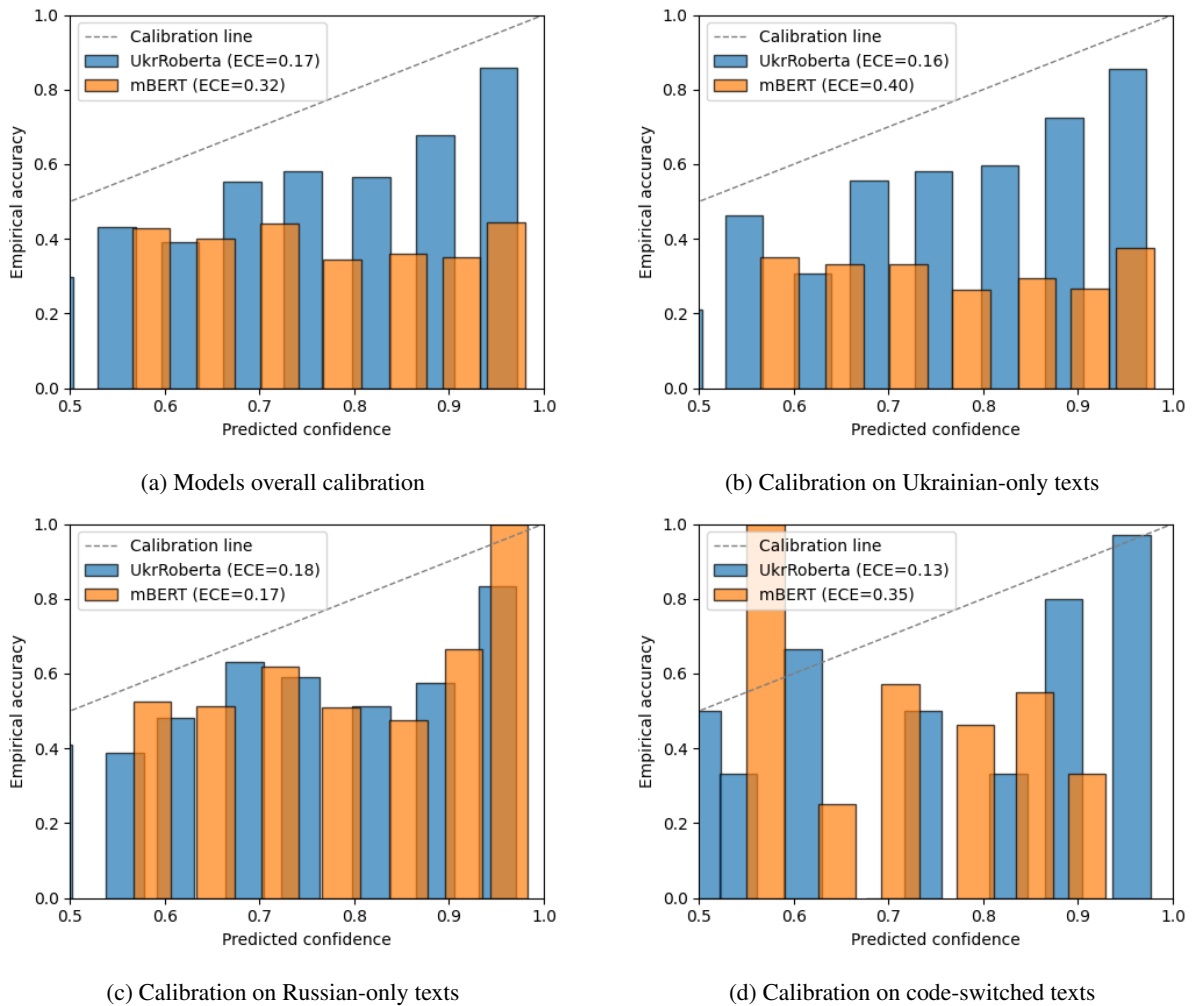 1.0
0.8
0.6
0.4
0.2
0.0
Empirical accuracy
Calibration line
UkrRoberta (ECE=0.17)
mBERT (ECE=0.32)
0.5 0.6 0.7 0.8 0.9 1.0
Predicted confidence
(a) Models overall calibration
1.0
0.8
0.6
0.4
0.2
0.0
Empirical accuracy
Calibration line
UkrRoberta (ECE=0.16)
mBERT (ECE=0.40)
0.5 0.6 0.7 0.8 0.9 1.0
Predicted confidence
(b) Calibration on Ukrainian-only texts
1.0
0.8
0.6
0.4
0.2
0.0
Empirical accuracy
Calibration line
UkrRoberta (ECE=0.18)
mBERT (ECE=0.17)
0.5 0.6 0.7 0.8 0.9 1.0
Predicted confidence
(c) Calibration on Russian-only texts
1.0
0.8
0.6
0.4
0.2
0.0
Empirical accuracy
Calibration line
UkrRoberta (ECE=0.13)
mBERT (ECE=0.35)
0.5 0.6 0.7 0.8 0.9 1.0
Predicted confidence
(d) Calibration on code-switched texts